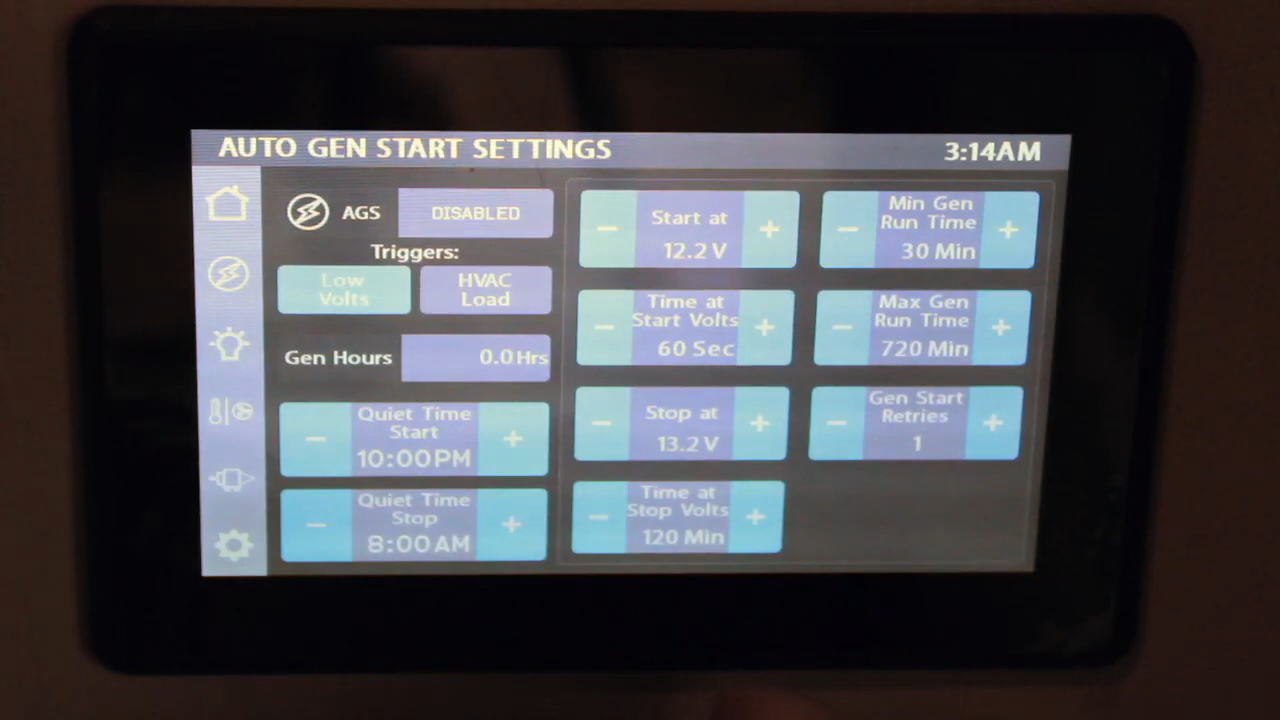 AUTO GEN START SETTINGS
3:14AM
AGS
DISABLED
Triggers:
Low
Volts
HVAC
Load
Gen Hours
0.0 Hrs
Quiet Time
Start
10:00PM
Quiet Time
Stop
8:00AM
Start at
12.2 V
Time at
Start Volts
60 Sec
Stop at
13.2 V
Time at
Stop Volts
120 Min
Min Gen
Run Time
30 Min
Max Gen
Run Time
720 Min
Gen Start
Retries
1